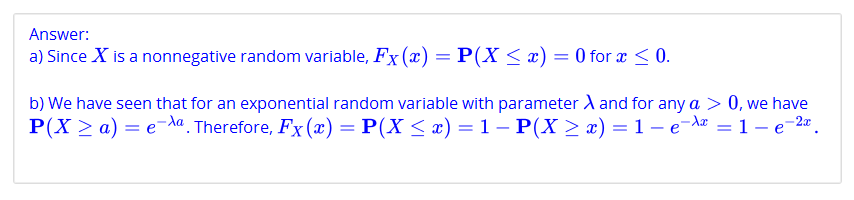 Answer:
a) Since X is a nonnegative random variable, F_X(x) = P(X ≤ x) = 0 for x ≤ 0.
b) We have seen that for an exponential random variable with parameter λ and for any a > 0, we have
P(X ≥ a) = e^{−λa}. Therefore, F_X(x) = P(X ≤ x) = 1 − P(X ≥ x) = 1 − e^{−λx} = 1 − e^{−2x}.